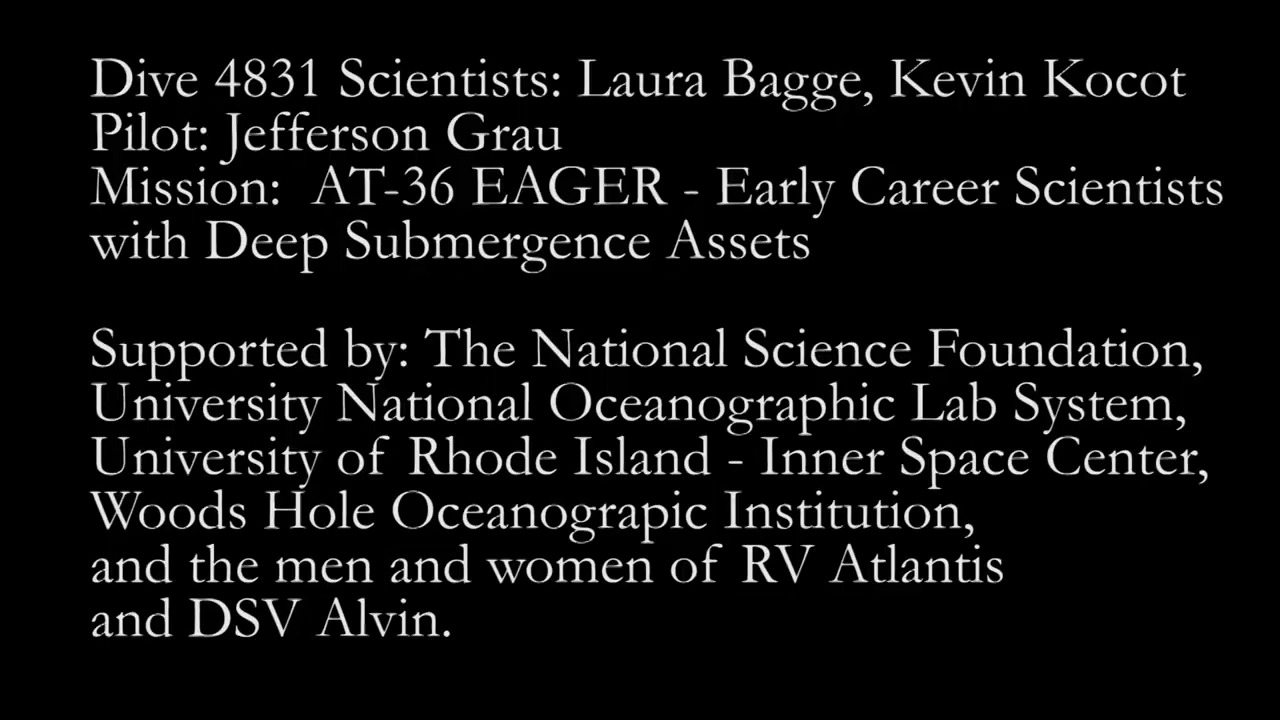 Dive 4831 Scientists: Laura Bagge, Kevin Kocot
Pilot: Jefferson Grau
Mission:  AT-36 EAGER - Early Career Scientists
with Deep Submergence Assets
Supported by: The National Science Foundation,
University National Oceanographic Lab System,
University of Rhode Island - Inner Space Center,
Woods Hole Oceanograpic Institution,
and the men and women of RV Atlantis
and DSV Alvin.